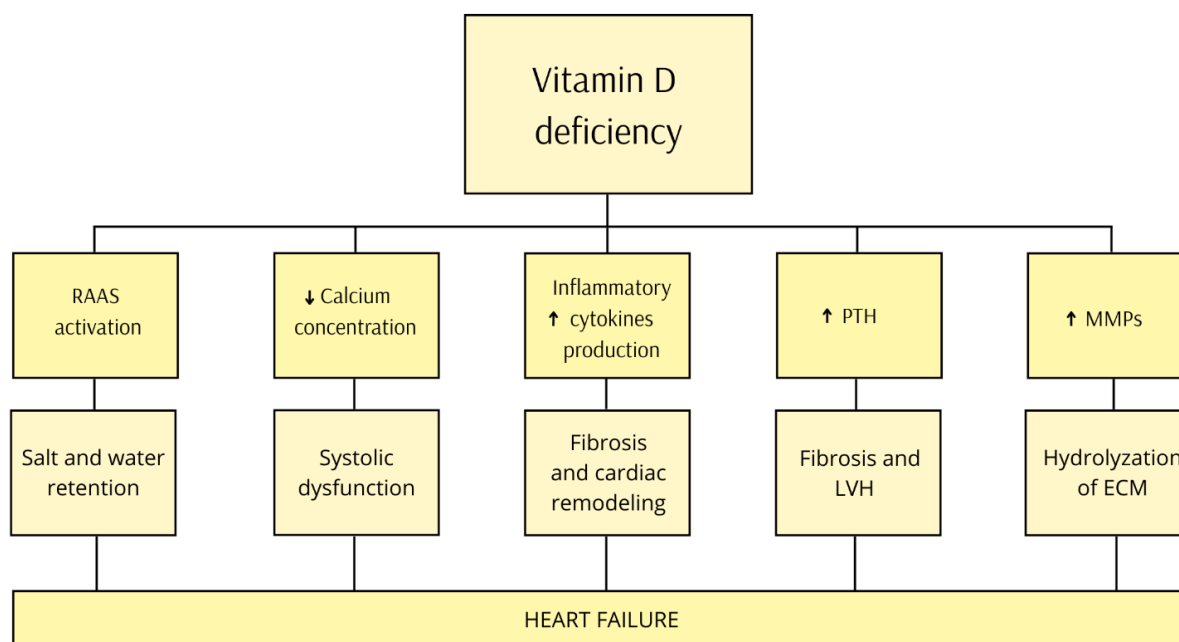 Vitamin D
deficiency
RAAS
activation
↓ Calcium
concentration
Inflammatory
↑ cytokines
production
↑ PTH
↑ MMPs
Salt and water
retention
Systolic
dysfunction
Fibrosis
and cardiac
remodeling
Fibrosis and
LVH
Hydrolyzation
of ECM
HEART FAILURE